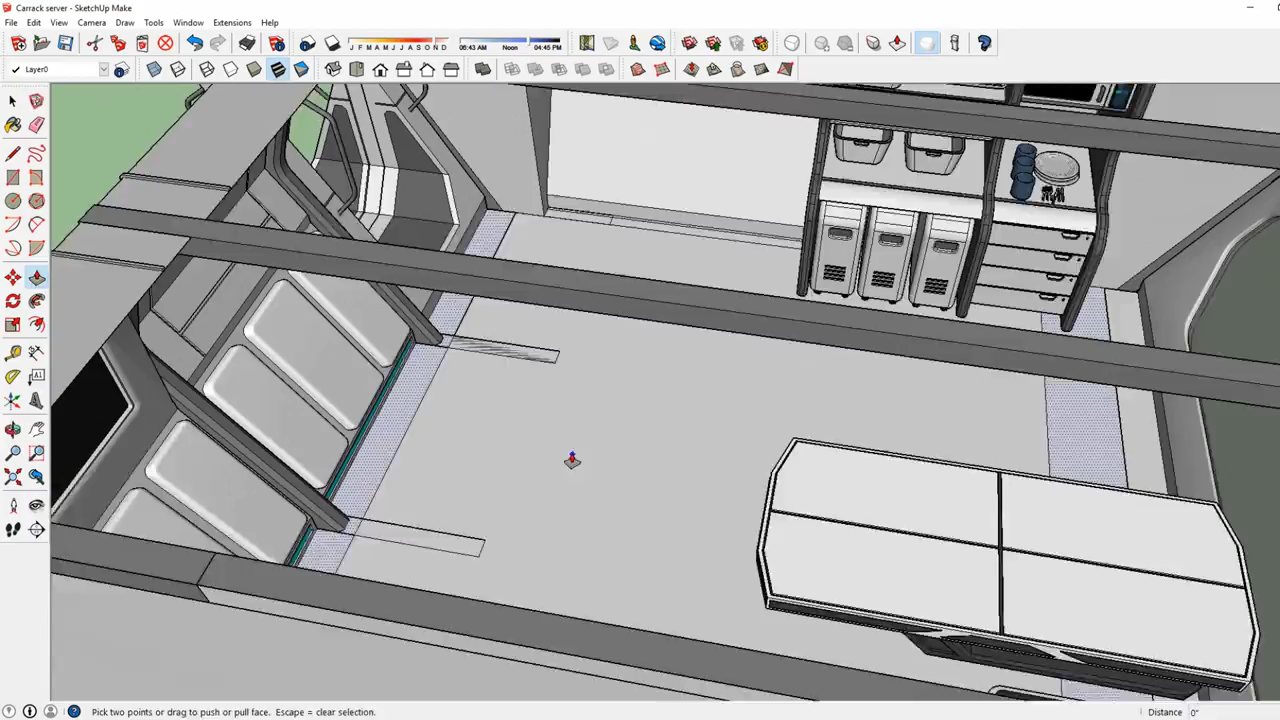 Carrack server - SketchUp Make
File Edit View Camera Draw Tools Window Extensions Help
J F M A M J J A S O N D 06:43 AM Noon 04:45 PM
Layer0
A1
Pick two points or drag to push or pull face. Escape = clear selection.
Distance 0"